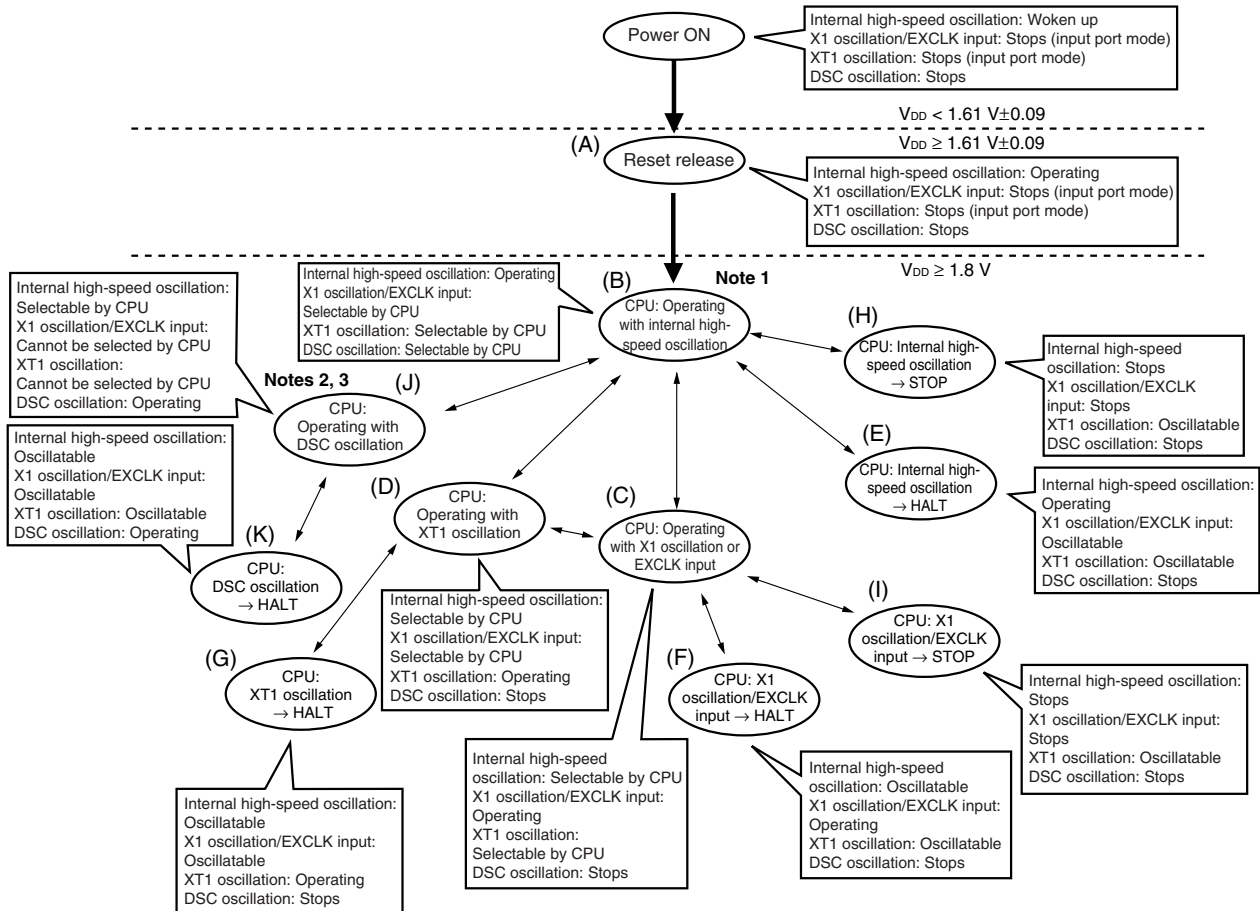 Power ON
Internal high-speed oscillation: Woken up
X1 oscillation/EXCLK input: Stops (input port mode)
XT1 oscillation: Stops (input port mode)
DSC oscillation: Stops
VDD < 1.61 V±0.09
VDD ≥ 1.61 V±0.09
(A)
Reset release
Internal high-speed oscillation: Operating
X1 oscillation/EXCLK input: Stops (input port mode)
XT1 oscillation: Stops (input port mode)
DSC oscillation: Stops
VDD ≥ 1.8 V
Internal high-speed oscillation:
Selectable by CPU
X1 oscillation/EXCLK input:
Cannot be selected by CPU
XT1 oscillation:
Cannot be selected by CPU
DSC oscillation: Operating
Internal high-speed oscillation: Operating
X1 oscillation/EXCLK input:
Selectable by CPU
XT1 oscillation: Selectable by CPU
DSC oscillation: Selectable by CPU
(B)
Note 1
CPU: Operating
with internal high-
speed oscillation
(H)
CPU: Internal high-
speed oscillation
→ STOP
Internal high-speed
oscillation:
Stops
X1 oscillation/EXCLK
input: Stops
XT1 oscillation: Oscillatable
DSC oscillation: Stops
Notes 2, 3
(J)
CPU:
Operating with
DSC oscillation
Internal high-speed oscillation:
Oscillatable
X1 oscillation/EXCLK input:
Oscillatable
XT1 oscillation: Oscillatable
DSC oscillation: Operating
(E)
CPU: Internal high-
speed oscillation
→ HALT
Internal high-speed oscillation:
Operating
X1 oscillation/EXCLK input:
Oscillatable
XT1 oscillation: Oscillatable
DSC oscillation: Stops
(D)
CPU:
Operating with
XT1 oscillation
(C)
CPU: Operating
with X1 oscillation or
EXCLK input
(K)
CPU:
DSC oscillation
→ HALT
Internal high-speed oscillation:
Selectable by CPU
X1 oscillation/EXCLK input:
Selectable by CPU
XT1 oscillation: Operating
DSC oscillation: Stops
(I)
CPU: X1
oscillation/EXCLK
input → STOP
(G)
CPU:
XT1 oscillation
→ HALT
(F)
CPU: X1
oscillation/EXCLK
input → HALT
Internal high-speed oscillation:
Stops
X1 oscillation/EXCLK input:
Stops
XT1 oscillation: Oscillatable
DSC oscillation: Stops
Internal high-speed
oscillation: Selectable by CPU
X1 oscillation/EXCLK input:
Operating
XT1 oscillation:
Selectable by CPU
DSC oscillation: Stops
Internal high-speed
oscillation: Oscillatable
X1 oscillation/EXCLK input:
Operating
XT1 oscillation: Oscillatable
DSC oscillation: Stops
Internal high-speed oscillation:
Oscillatable
X1 oscillation/EXCLK input:
Oscillatable
XT1 oscillation: Operating
DSC oscillation: Stops